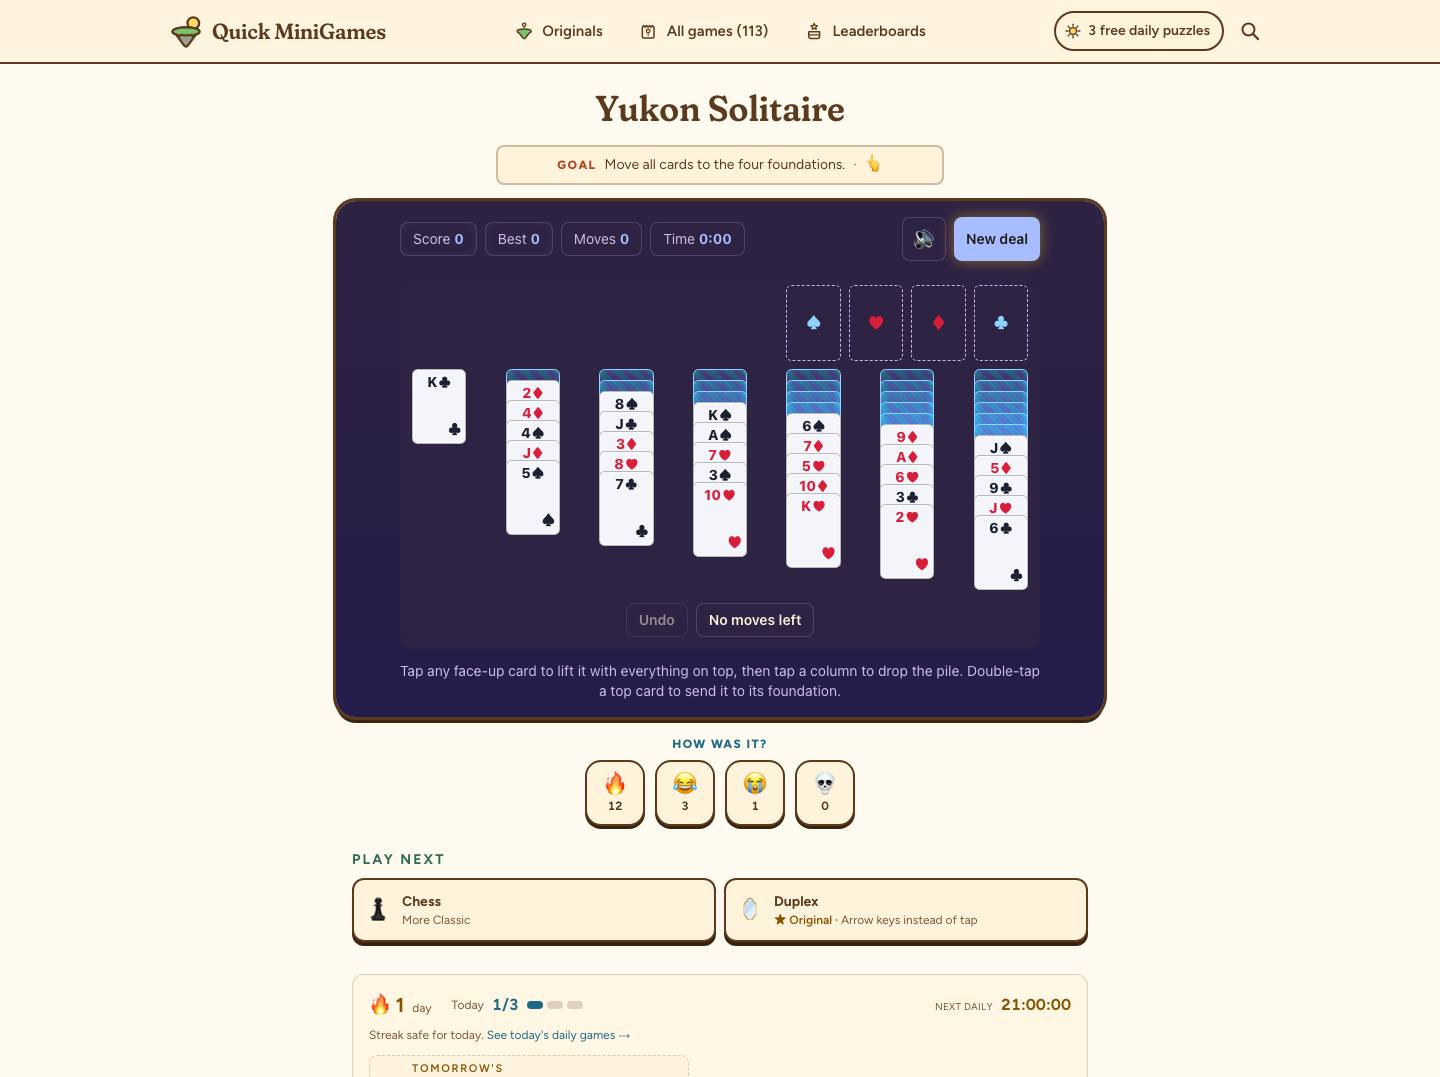 Quick MiniGames
Originals
All games (113)
Leaderboards
3 free daily puzzles
Yukon Solitaire
GOAL Move all cards to the four foundations. ·
Score 0
Best 0
Moves 0
Time 0:00
New deal
♠ ♥ ♦ ♣
K♣
♣
2♦
4♦
4♠
J♦
5♠
♠
8♠
J♣
3♦
8♥
7♣
♣
K♠
A♠
7♥
3♠
10♥
♥
6♠
7♦
5♥
10♦
K♥
♥
9♦
A♦
6♥
3♣
2♥
♥
J♠
5♦
9♣
J♥
6♣
♣
Undo
No moves left
Tap any face-up card to lift it with everything on top, then tap a column to drop the pile. Double-tap
a top card to send it to its foundation.
HOW WAS IT?
12
3
1
0
PLAY NEXT
Chess
More Classic
Duplex
★ Original · Arrow keys instead of tap
1 day
Today 1/3
NEXT DAILY 21:00:00
Streak safe for today. See today's daily games →
TOMORROW'S